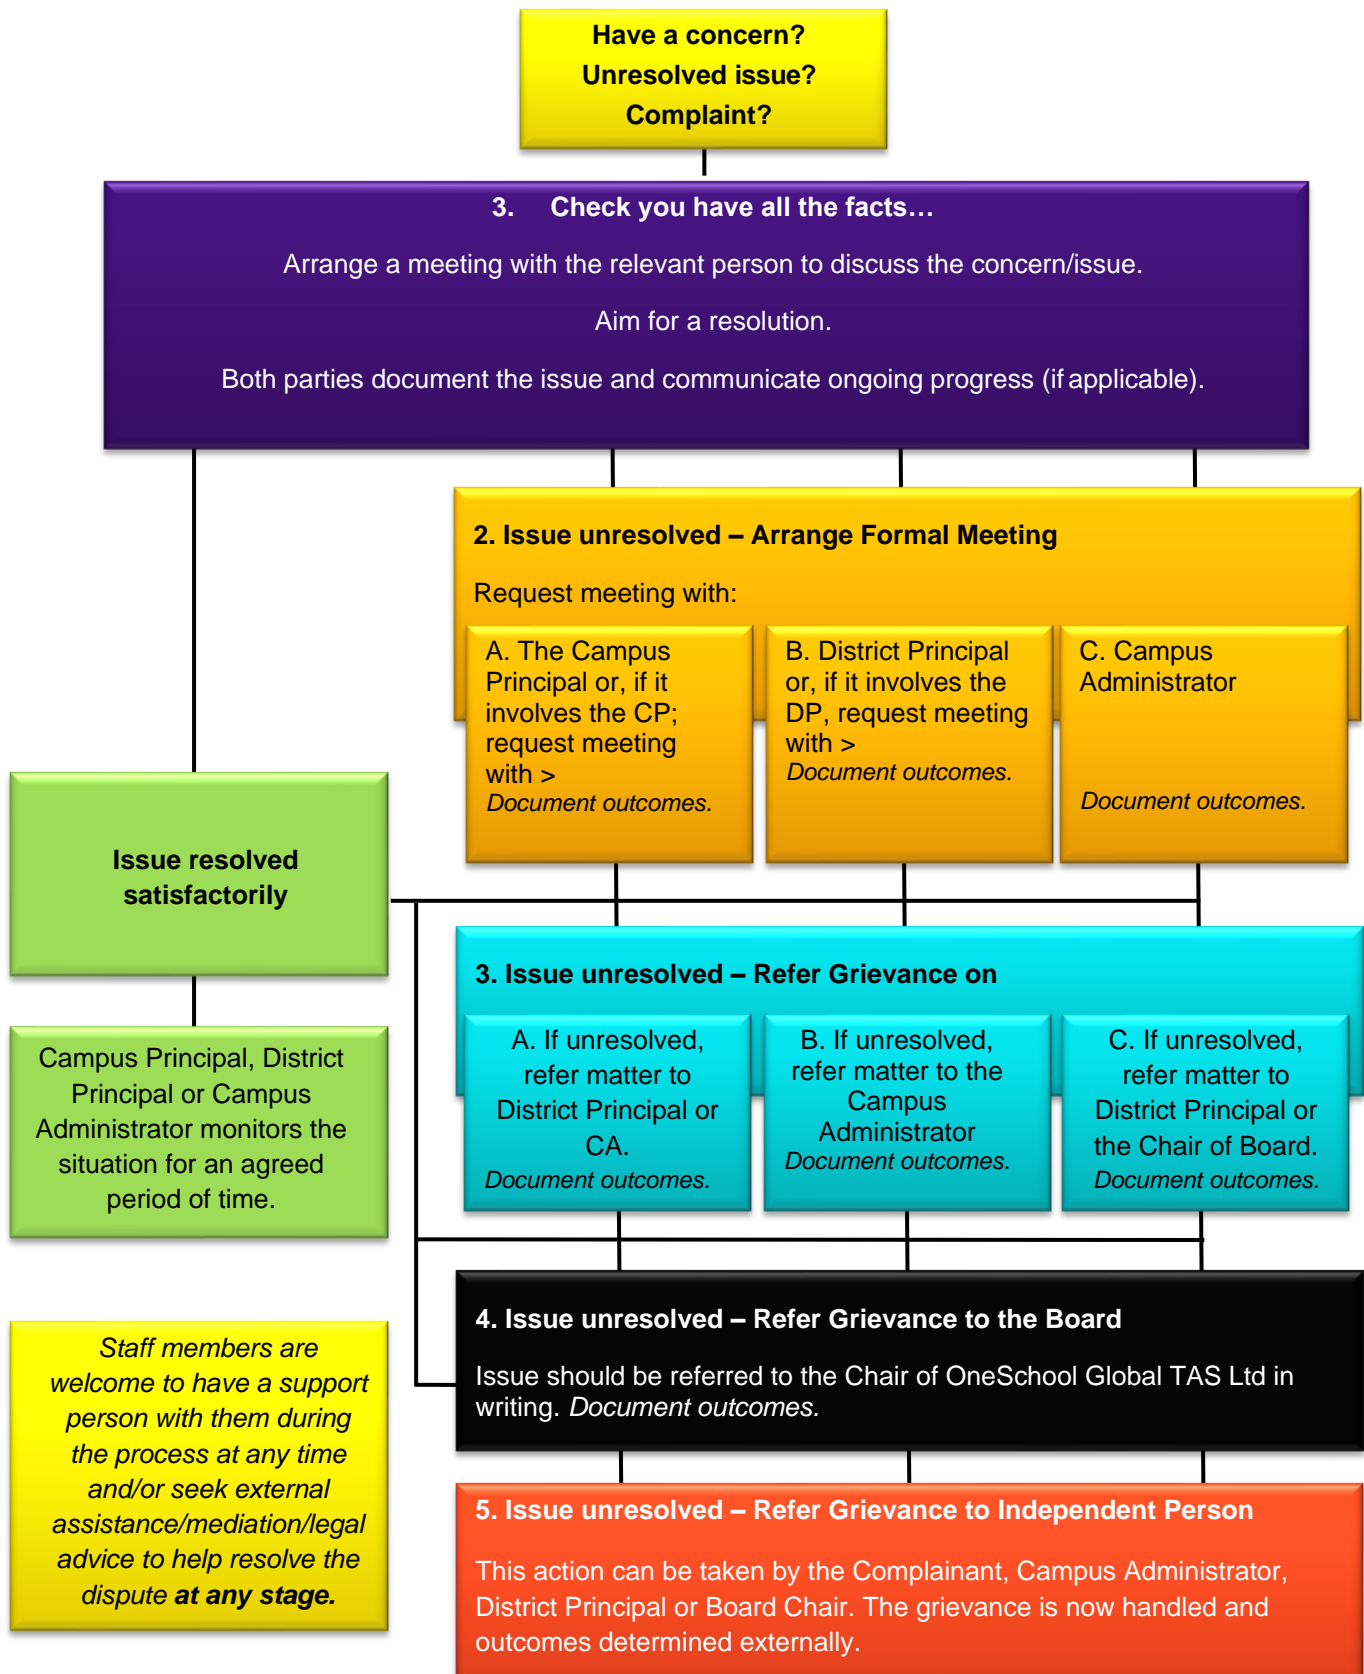 Have a concern?
Unresolved issue?
Complaint?
3. Check you have all the facts…
Arrange a meeting with the relevant person to discuss the concern/issue.
Aim for a resolution.
Both parties document the issue and communicate ongoing progress (if applicable).
2. Issue unresolved – Arrange Formal Meeting
Request meeting with:
A. The Campus
Principal or, if it
involves the CP;
request meeting
with >
Document outcomes.
B. District Principal
or, if it involves the
DP, request meeting
with >
Document outcomes.
C. Campus
Administrator
Document outcomes.
Issue resolved
satisfactorily
Campus Principal, District
Principal or Campus
Administrator monitors the
situation for an agreed
period of time.
3. Issue unresolved – Refer Grievance on
A. If unresolved,
refer matter to
District Principal or
CA.
Document outcomes.
B. If unresolved,
refer matter to the
Campus
Administrator
Document outcomes.
C. If unresolved,
refer matter to
District Principal or
the Chair of Board.
Document outcomes.
4. Issue unresolved – Refer Grievance to the Board
Issue should be referred to the Chair of OneSchool Global TAS Ltd in
writing. Document outcomes.
Staff members are
welcome to have a support
person with them during
the process at any time
and/or seek external
assistance/mediation/legal
advice to help resolve the
dispute at any stage.
5. Issue unresolved – Refer Grievance to Independent Person
This action can be taken by the Complainant, Campus Administrator,
District Principal or Board Chair. The grievance is now handled and
outcomes determined externally.